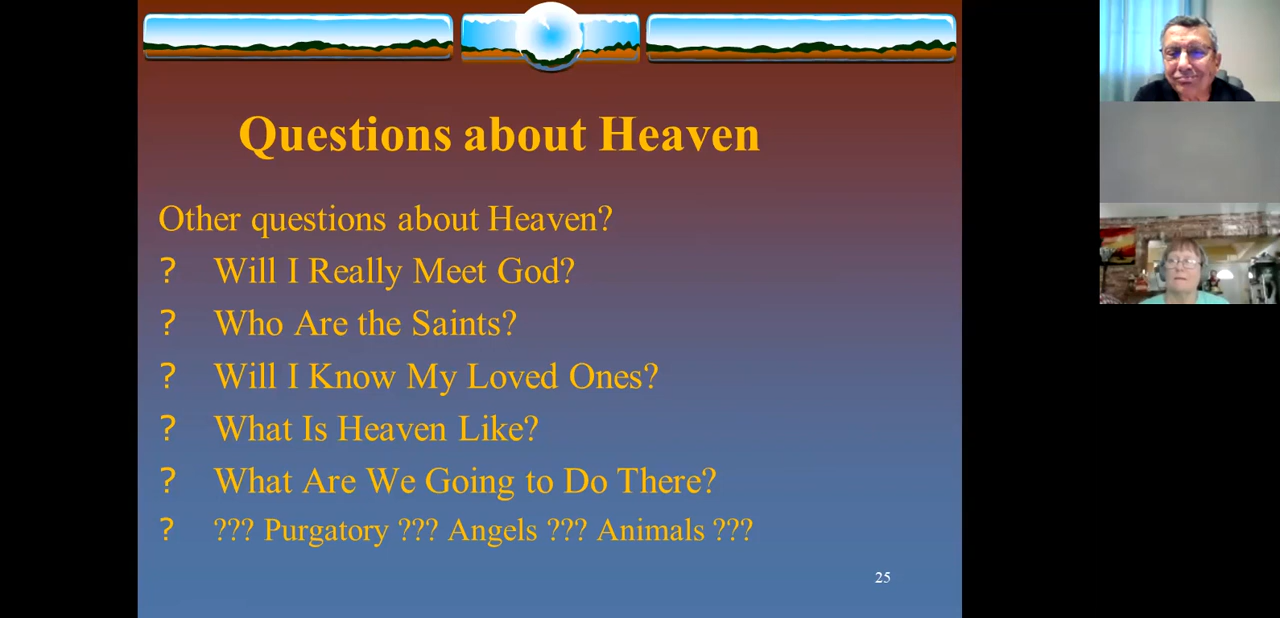 Questions about Heaven
Other questions about Heaven?
? Will I Really Meet God?
? Who Are the Saints?
? Will I Know My Loved Ones?
? What Is Heaven Like?
? What Are We Going to Do There?
? ??? Purgatory ??? Angels ??? Animals ???
25